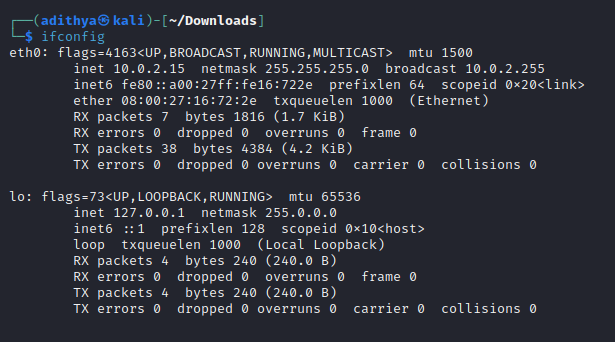 ┌──(adithya㉿kali)-[~/Downloads]
└─$ ifconfig
eth0: flags=4163<UP,BROADCAST,RUNNING,MULTICAST>  mtu 1500
        inet 10.0.2.15  netmask 255.255.255.0  broadcast 10.0.2.255
        inet6 fe80::a00:27ff:fe16:722e  prefixlen 64  scopeid 0×20<link>
        ether 08:00:27:16:72:2e  txqueuelen 1000  (Ethernet)
        RX packets 7  bytes 1816 (1.7 KiB)
        RX errors 0  dropped 0  overruns 0  frame 0
        TX packets 38  bytes 4384 (4.2 KiB)
        TX errors 0  dropped 0 overruns 0  carrier 0  collisions 0

lo: flags=73<UP,LOOPBACK,RUNNING>  mtu 65536
        inet 127.0.0.1  netmask 255.0.0.0
        inet6 ::1  prefixlen 128  scopeid 0×10<host>
        loop  txqueuelen 1000  (Local Loopback)
        RX packets 4  bytes 240 (240.0 B)
        RX errors 0  dropped 0  overruns 0  frame 0
        TX packets 4  bytes 240 (240.0 B)
        TX errors 0  dropped 0 overruns 0  carrier 0  collisions 0